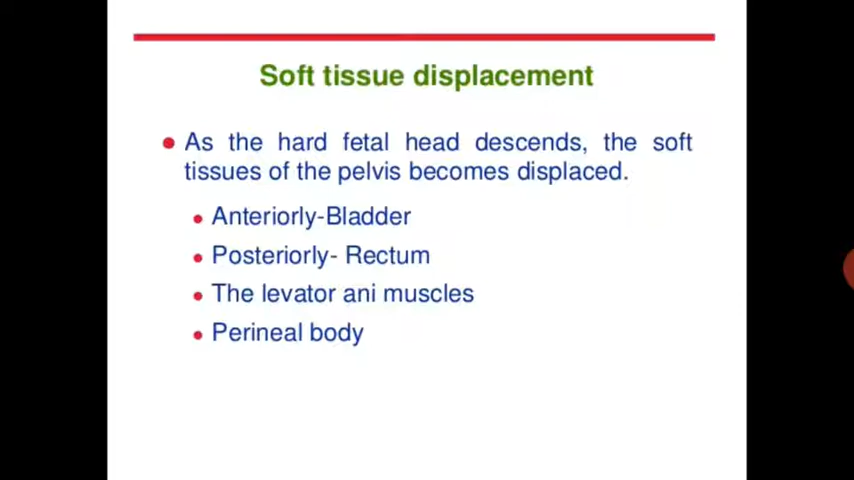 Soft tissue displacement
As the hard fetal head descends, the soft
tissues of the pelvis becomes displaced.
Anteriorly-Bladder
Posteriorly- Rectum
The levator ani muscles
Perineal body